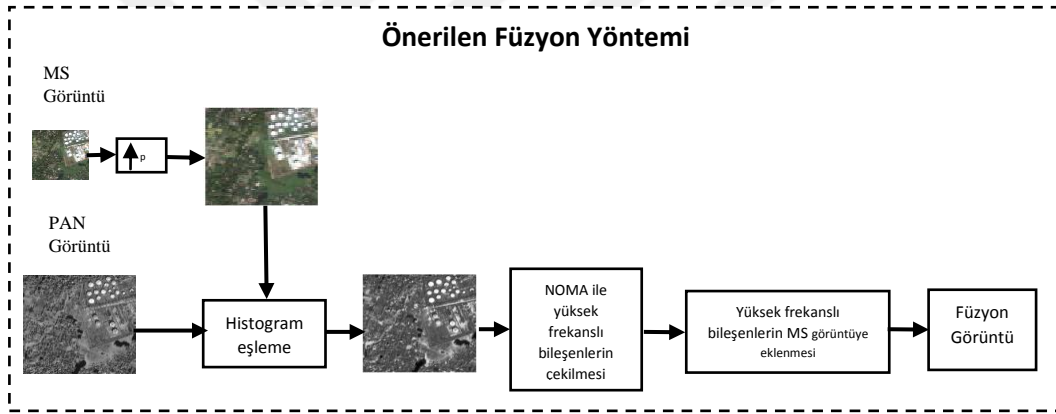 Önerilen Füzyon Yöntemi
MS
Görüntü
p
PAN
Görüntü
Histogram
eşleme
NOMA ile
yüksek
frekanslı
bileşenlerin
çekilmesi
Yüksek frekanslı
bileşenlerin MS görüntüye
eklenmesi
Füzyon
Görüntü